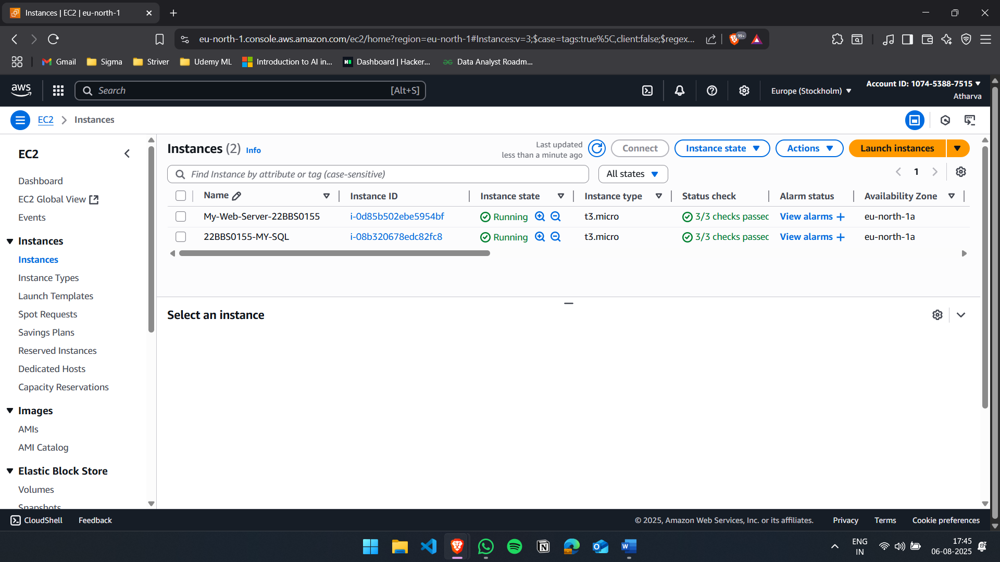 Instances | EC2 | eu-north-1
eu-north-1.console.aws.amazon.com/ec2/home?region=eu-north-1#Instances:v=3;$case=tags:true%5C,client:false;$regex...
99+
Gmail
Sigma
Striver
Udemy ML
Introduction to AI in...
Dashboard | Hacker...
Data Analyst Roadm...
aws
Search
[Alt+S]
Europe (Stockholm)
Account ID: 1074-5388-7515
Atharva
EC2
Instances
EC2
Dashboard
EC2 Global View
Events
Instances
Instances
Instance Types
Launch Templates
Spot Requests
Savings Plans
Reserved Instances
Dedicated Hosts
Capacity Reservations
Images
AMIs
AMI Catalog
Elastic Block Store
Volumes
Snapshots
Instances (2) Info
Last updated
less than a minute ago
Connect
Instance state
Actions
Launch instances
Find Instance by attribute or tag (case-sensitive)
All states
1
Name Instance ID Instance state Instance type Status check Alarm status Availability Zone
My-Web-Server-22BBS0155 i-0d85b502ebe5954bf Running t3.micro 3/3 checks passed View alarms + eu-north-1a
22BBS0155-MY-SQL i-08b320678edc82fc8 Running t3.micro 3/3 checks passed View alarms + eu-north-1a
Select an instance
CloudShell
Feedback
© 2025, Amazon Web Services, Inc. or its affiliates.
Privacy
Terms
Cookie preferences
ENG
IN
17:45
06-08-2025